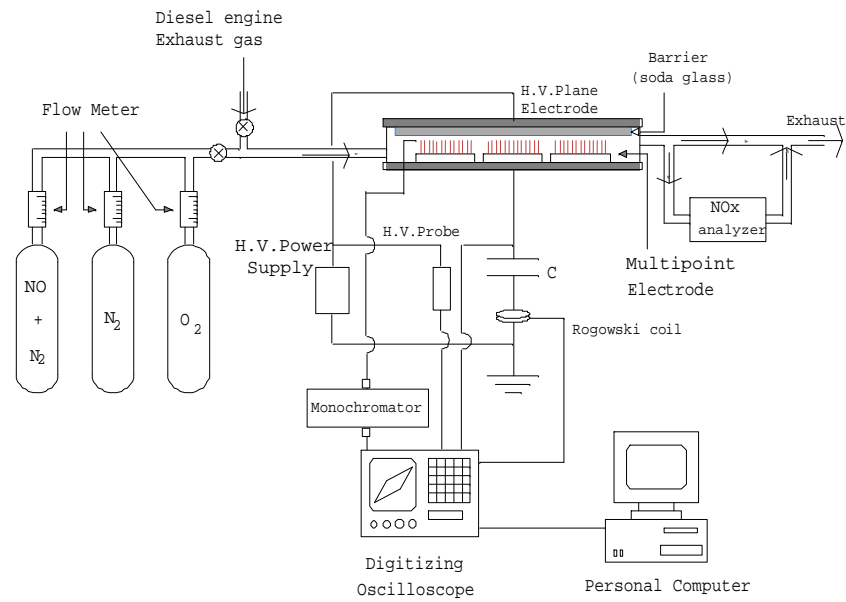 Diesel engine
Exhaust gas
Flow Meter
H.V.Plane
Electrode
Barrier
(soda glass)
Exhaust
NOx
analyzer
H.V.Probe
H.V.Power
Supply
Multipoint
Electrode
C
Rogowski coil
NO
+
N2
N2
O2
Monochromator
Digitizing
Oscilloscope
Personal Computer